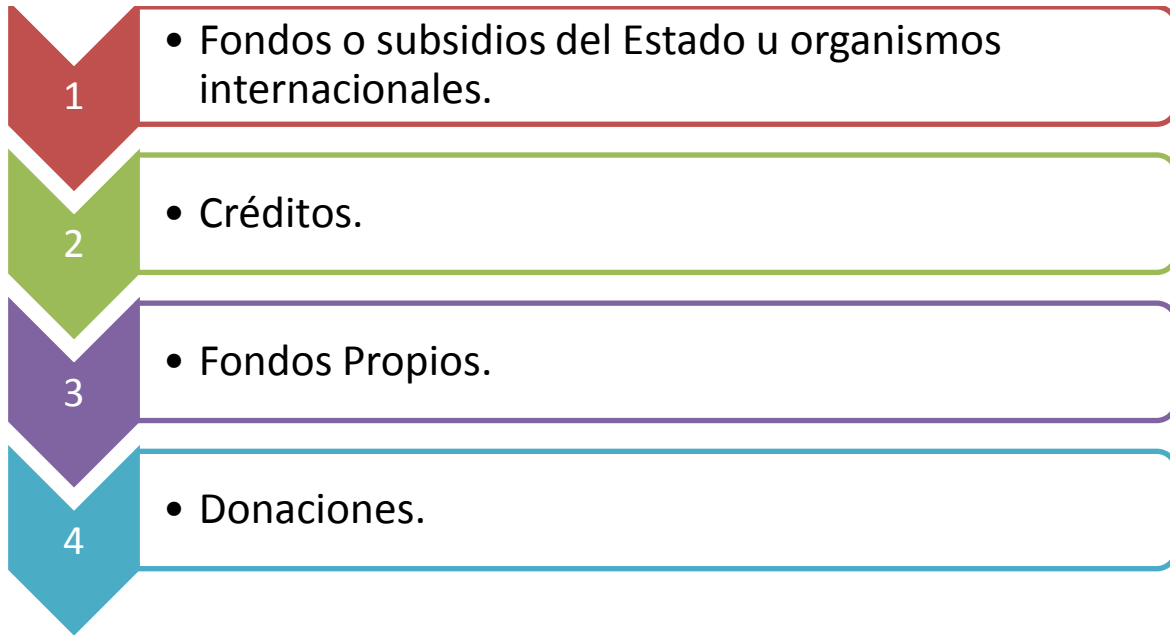 1
• Fondos o subsidios del Estado u organismos
internacionales.
2
• Créditos.
3
• Fondos Propios.
4
• Donaciones.